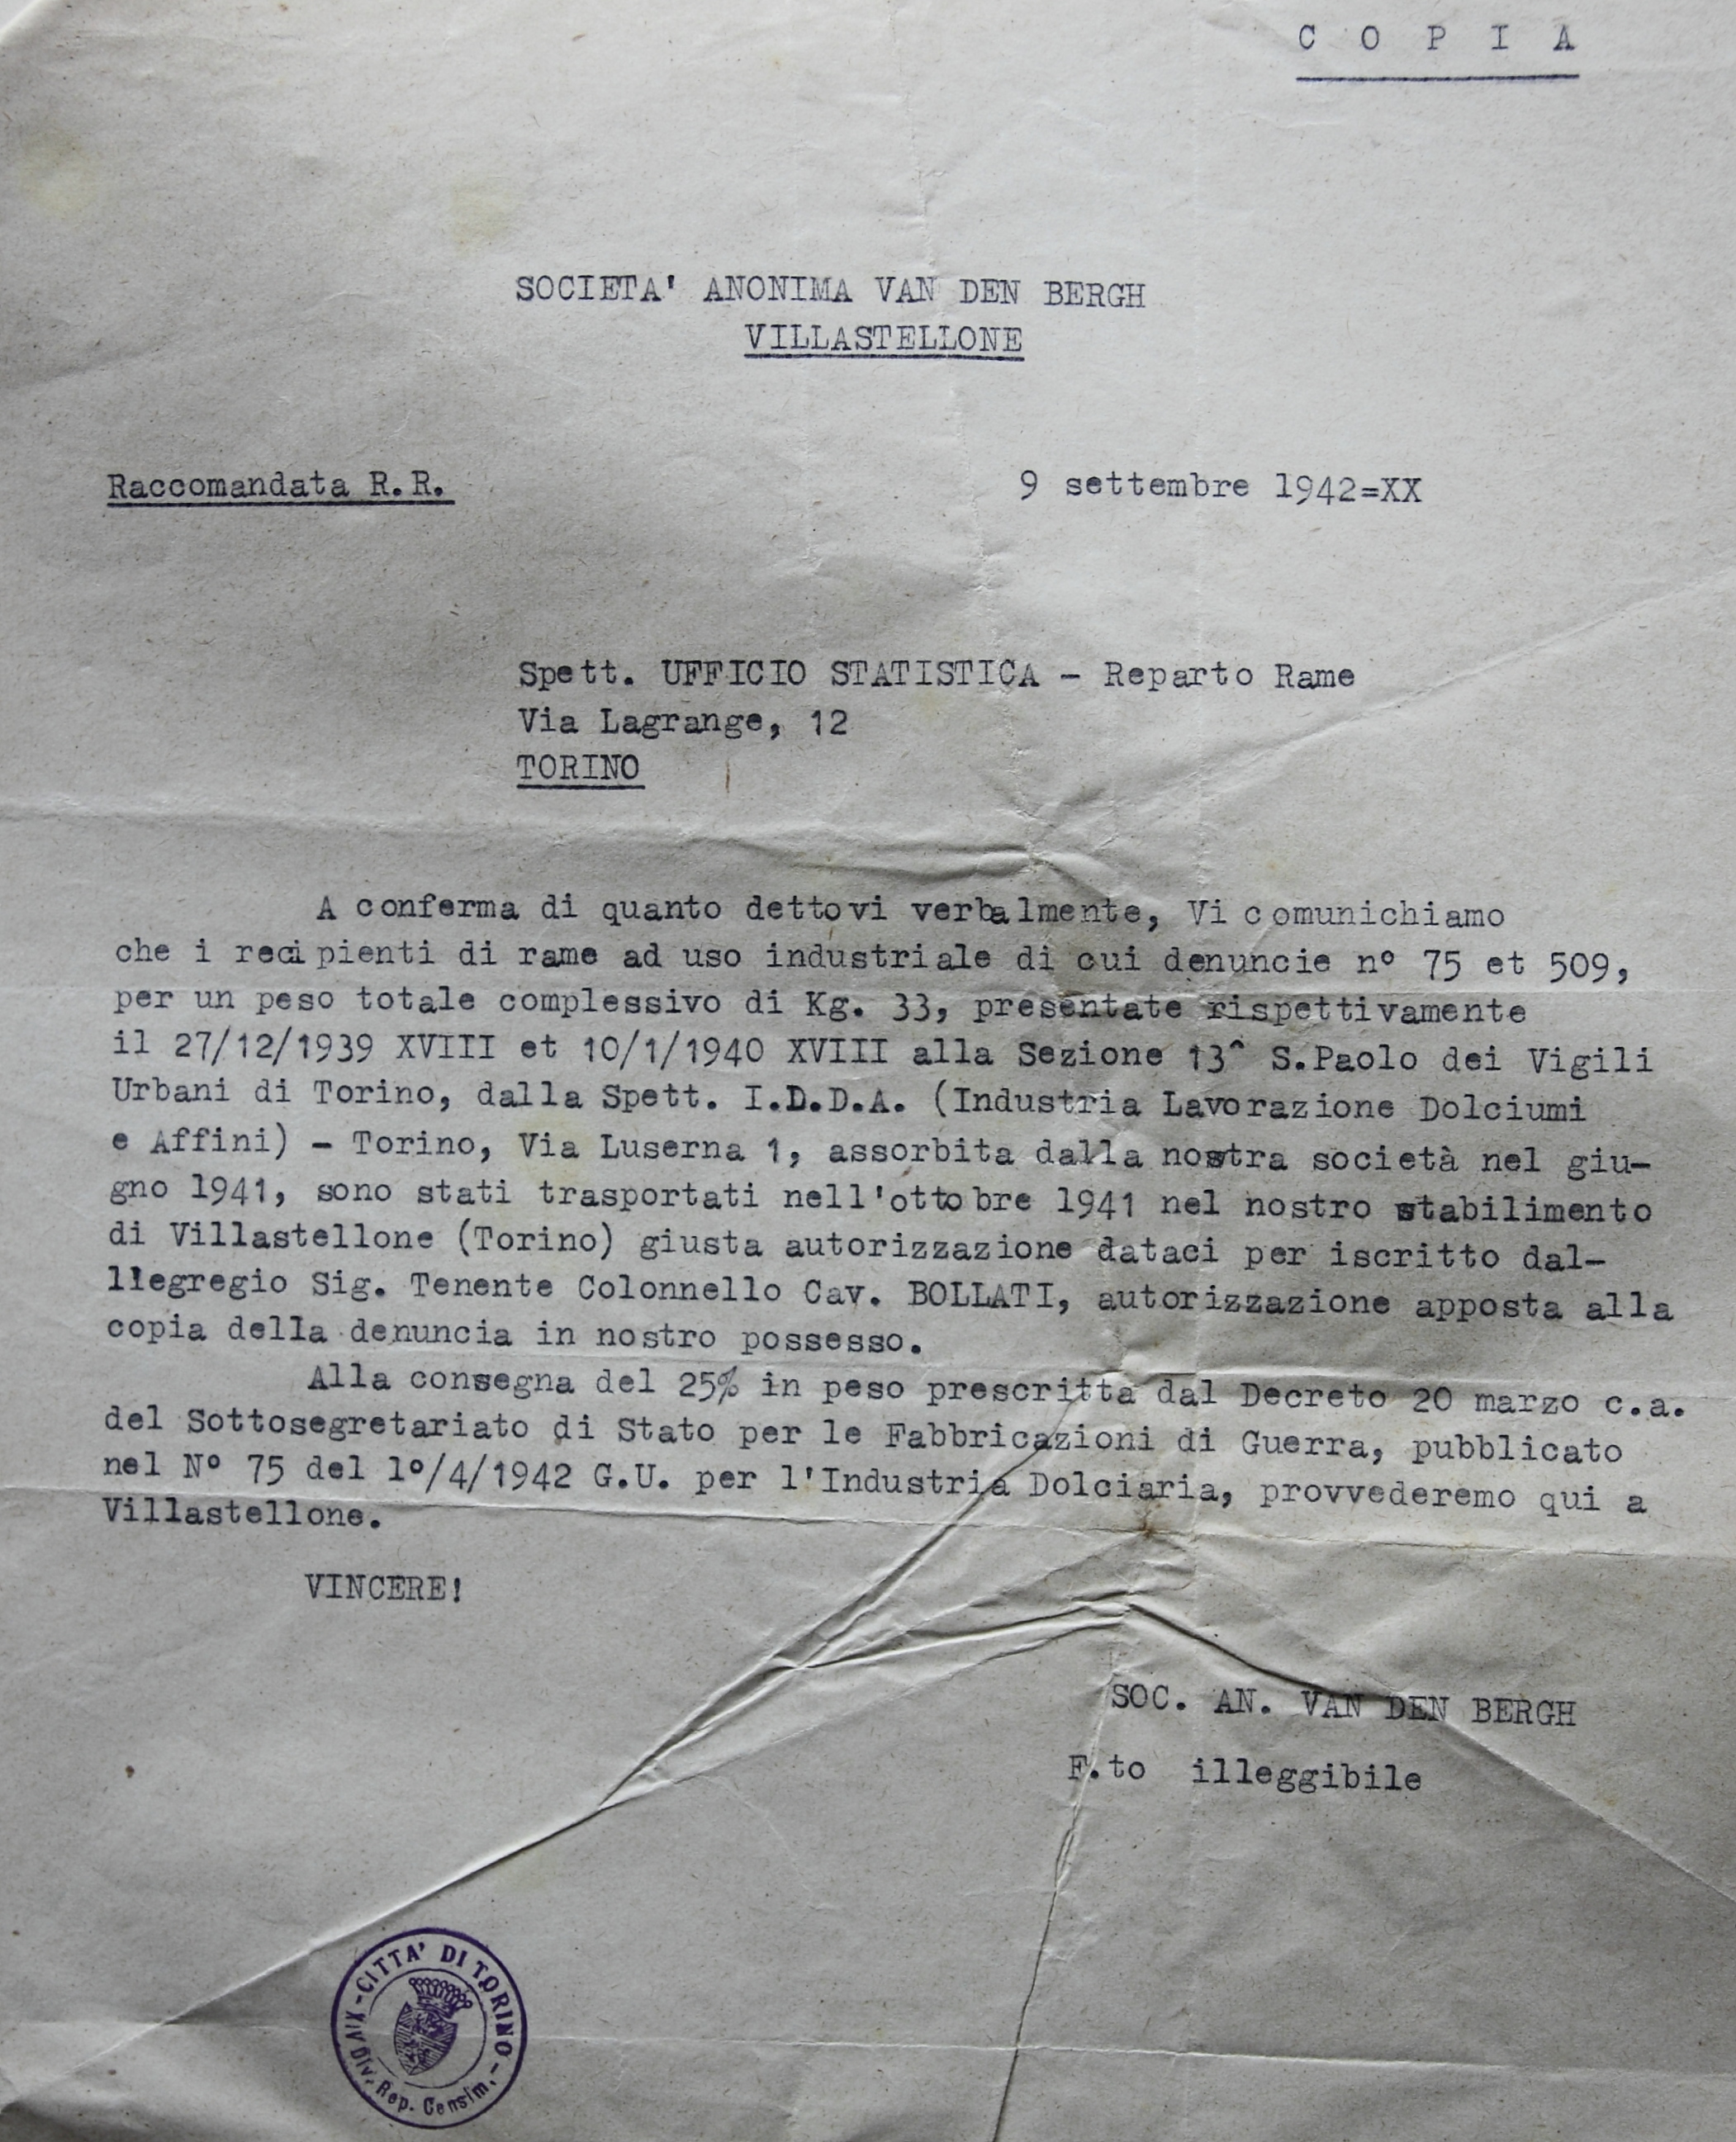 C O P I A
SOCIETA' ANONIMA VAN DEN BERGH
VILLASTELLONE
Raccomandata R.R.
9 settembre 1942=XX
Spett. UFFICIO STATISTICA - Reparto Rame
Via Lagrange, 12
TORINO
A conferma di quanto dettovi verbalmente, Vi comunichiamo
che i recipienti di rame ad uso industriale di cui denuncie n° 75 et 509,
per un peso totale complessivo di Kg. 33, presentate rispettivamente
il 27/12/1939 XVIII et 10/1/1940 XVIII alla Sezione 13^ S.Paolo dei Vigili
Urbani di Torino, dalla Spett. I.D.D.A. (Industria Lavorazione Dolciumi
e Affini) - Torino, Via Luserna 1, assorbita dalla nostra società nel giu-
gno 1941, sono stati trasportati nell'ottobre 1941 nel nostro stabilimento
di Villastellone (Torino) giusta autorizzazione dataci per iscritto dal-
llegregio Sig. Tenente Colonnello Cav. BOLLATI, autorizzazione apposta alla
copia della denuncia in nostro possesso.
Alla consegna del 25% in peso prescritta dal Decreto 20 marzo c.a.
del Sottosegretariato di Stato per le Fabbricazioni di Guerra, pubblicato
nel N° 75 del 1°/4/1942 G.U. per l'Industria Dolciaria, provvederemo qui a
Villastellone.
VINCERE!
SOC. AN. VAN DEN BERGH
F.to illeggibile
CITTA' DI TORINO
XIV Div. Rep. Censim.